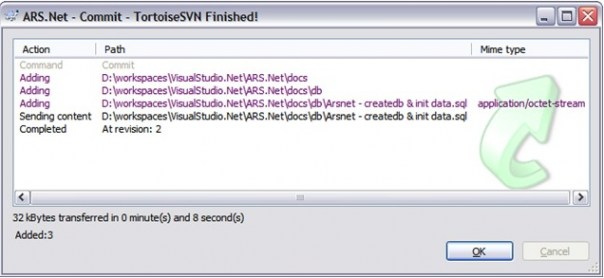 ARS.Net - Commit - TortoiseSVN Finished!
Action Path Mime type
Command Commit
Adding D:\workspaces\VisualStudio.Net\ARS.Net\docs
Adding D:\workspaces\VisualStudio.Net\ARS.Net\docs\db
Adding D:\workspaces\VisualStudio.Net\ARS.Net\docs\db\Arsnet - createdb & init data.sql application/octet-stream
Sending content D:\workspaces\VisualStudio.Net\ARS.Net\docs\db\Arsnet - createdb & init data.sql
Completed At revision: 2
32 kBytes transferred in 0 minute(s) and 8 second(s)
Added:3
OK Cancel